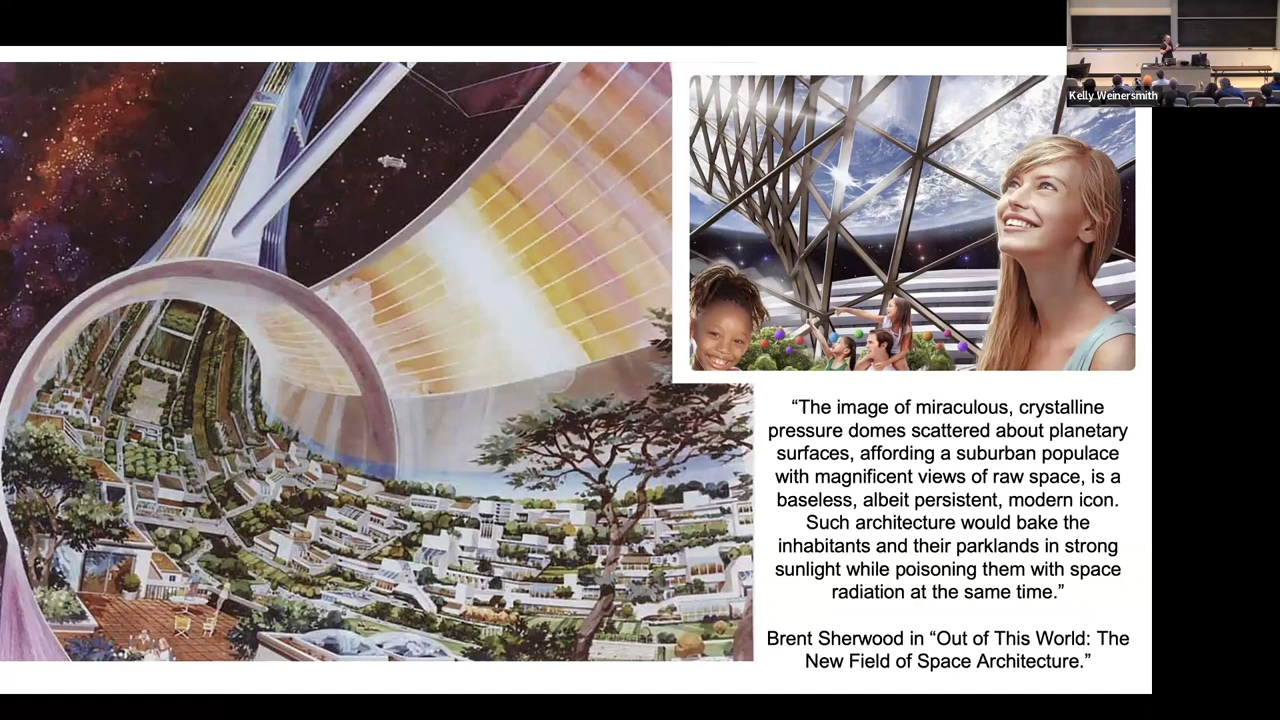 Kelly Weinersmith
“The image of miraculous, crystalline
pressure domes scattered about planetary
surfaces, affording a suburban populace
with magnificent views of raw space, is a
baseless, albeit persistent, modern icon.
Such architecture would bake the
inhabitants and their parklands in strong
sunlight while poisoning them with space
radiation at the same time.”
Brent Sherwood in “Out of This World: The
New Field of Space Architecture.”